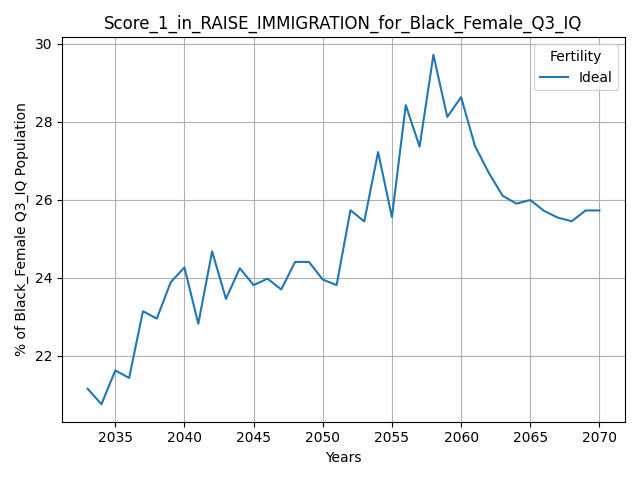 Score_1_in_RAISE_IMMIGRATION_for_Black_Female_Q3_IQ
Fertility
Ideal
% of Black_Female Q3_IQ Population
30
28
26
24
22
2035 2040 2045 2050 2055 2060 2065 2070
Years